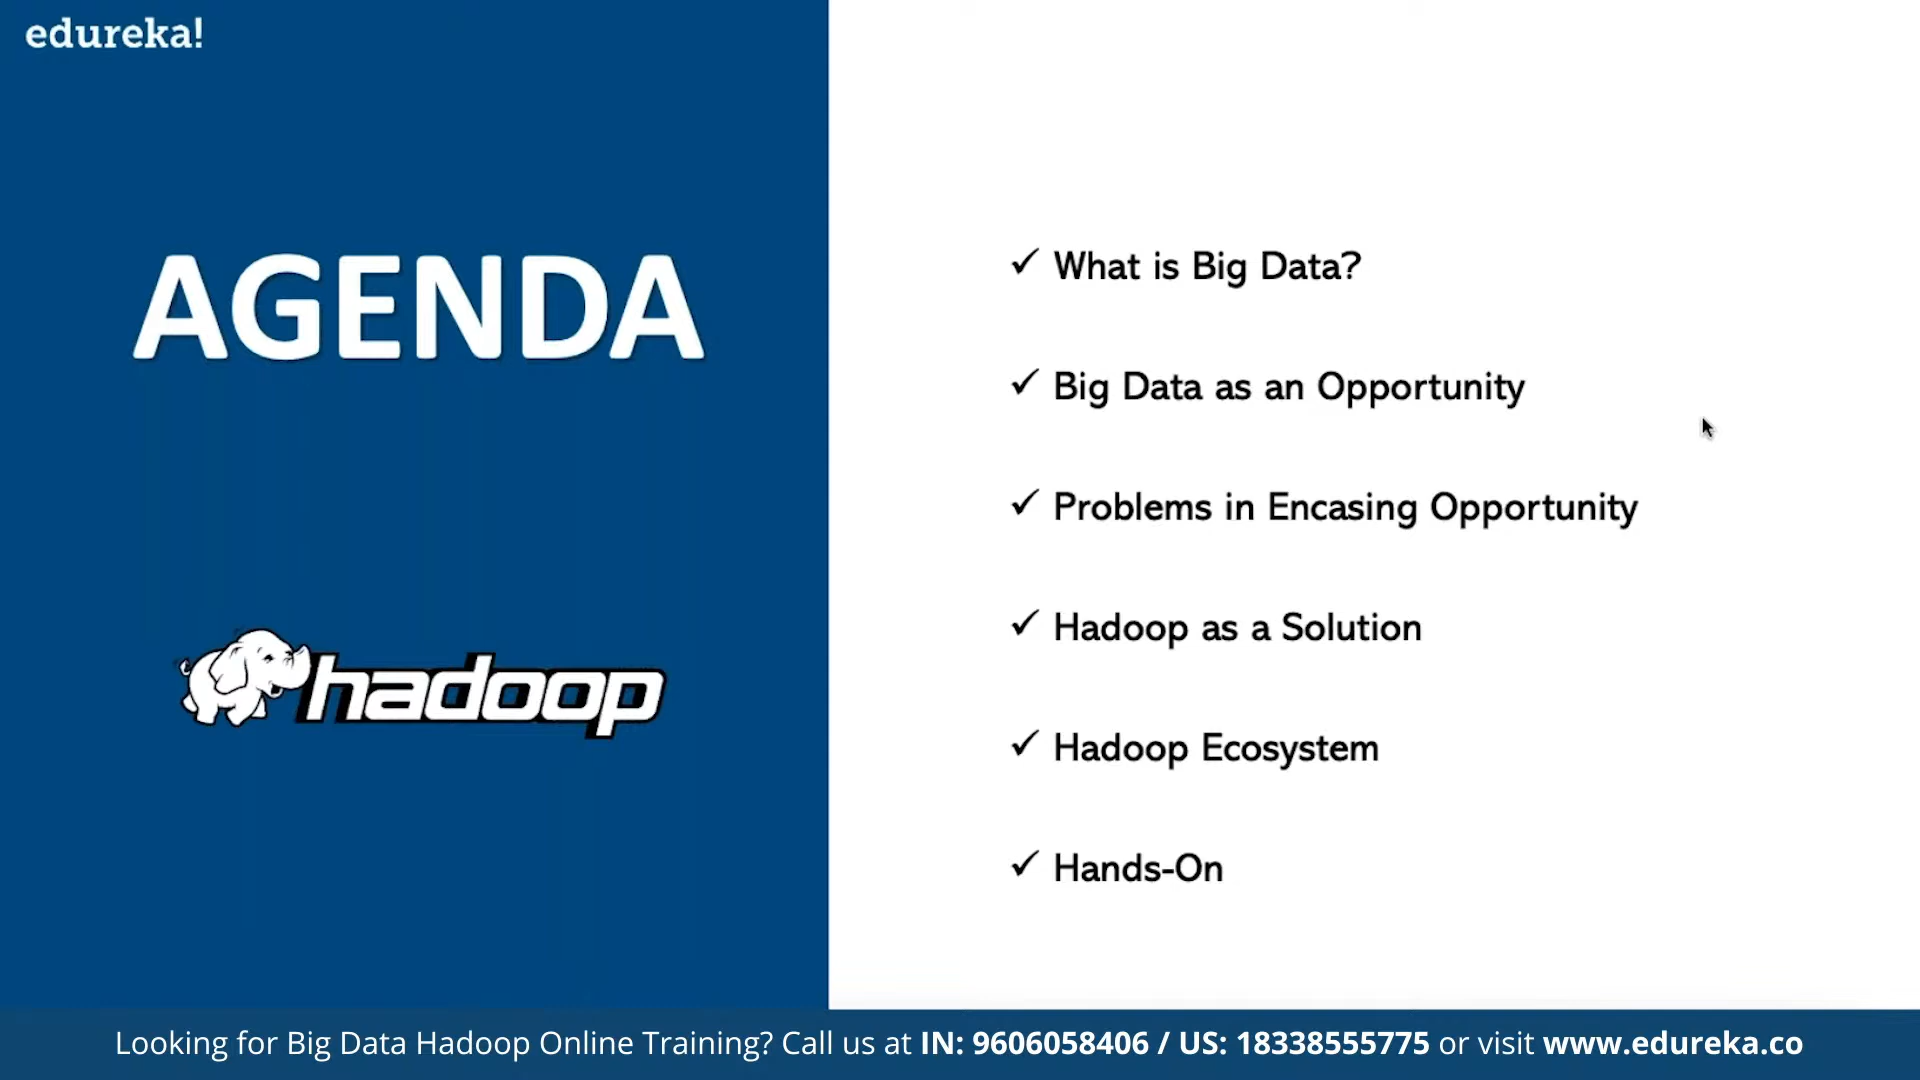 edureka!
AGENDA
hadoop
✓ What is Big Data?
✓ Big Data as an Opportunity
✓ Problems in Encasing Opportunity
✓ Hadoop as a Solution
✓ Hadoop Ecosystem
✓ Hands-On
Looking for Big Data Hadoop Online Training? Call us at IN: 9606058406 / US: 18338555775 or visit www.edureka.co